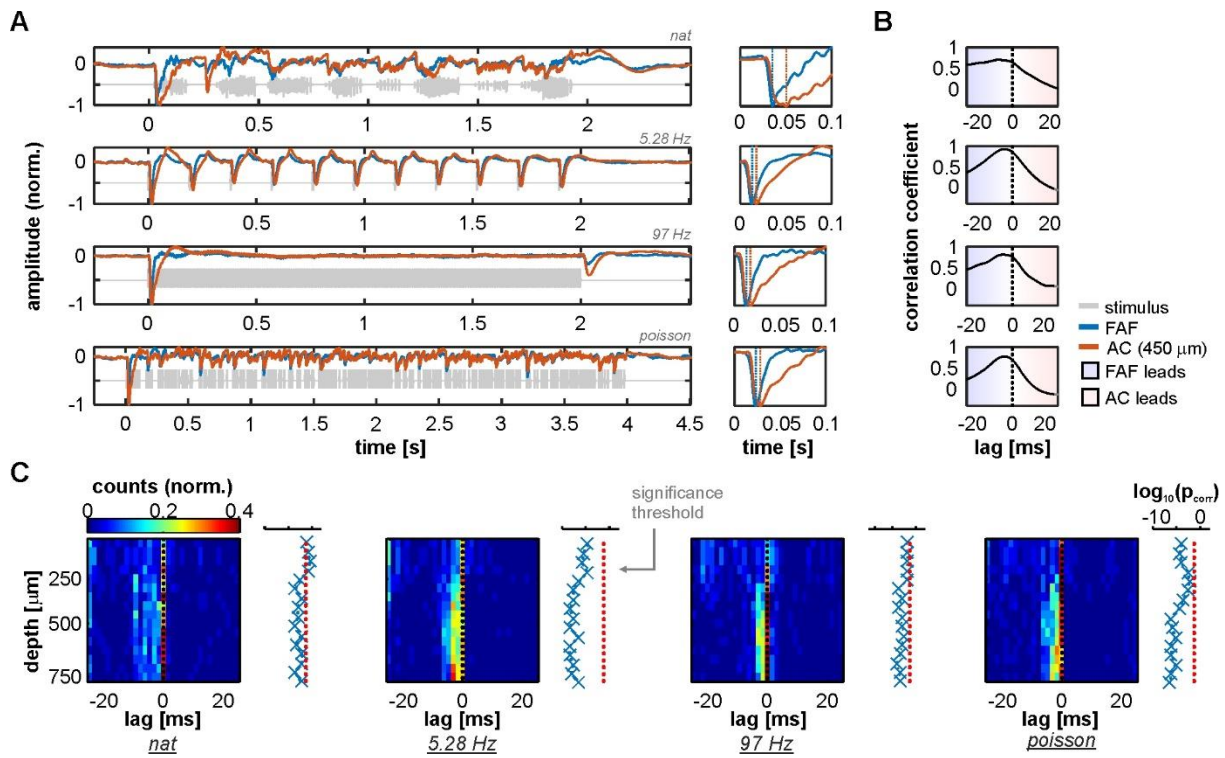 A
B
nat
0
-1
0 0.5 1 1.5 2
0 0.05 0.1
1
0.5
0
-20 0 20
5.28 Hz
0
-1
0 0.5 1 1.5 2
0 0.05 0.1
1
0.5
0
-20 0 20
97 Hz
0
-1
0 0.5 1 1.5 2
0 0.05 0.1
1
0.5
0
-20 0 20
poisson
0
-1
0 0.5 1 1.5 2 2.5 3 3.5 4 4.5
0 0.05 0.1
1
0.5
0
-20 0 20
amplitude (norm.)
time [s]
time [s]
correlation coefficient
lag [ms]
stimulus
FAF
AC (450 μm)
FAF leads
AC leads
C
counts (norm.)
0 0.2 0.4
significance
threshold
log10(pcorr)
-10 -5 0
depth [μm]
250
500
750
-20 0 20
lag [ms]
nat
-20 0 20
lag [ms]
5.28 Hz
-20 0 20
lag [ms]
97 Hz
-20 0 20
lag [ms]
poisson